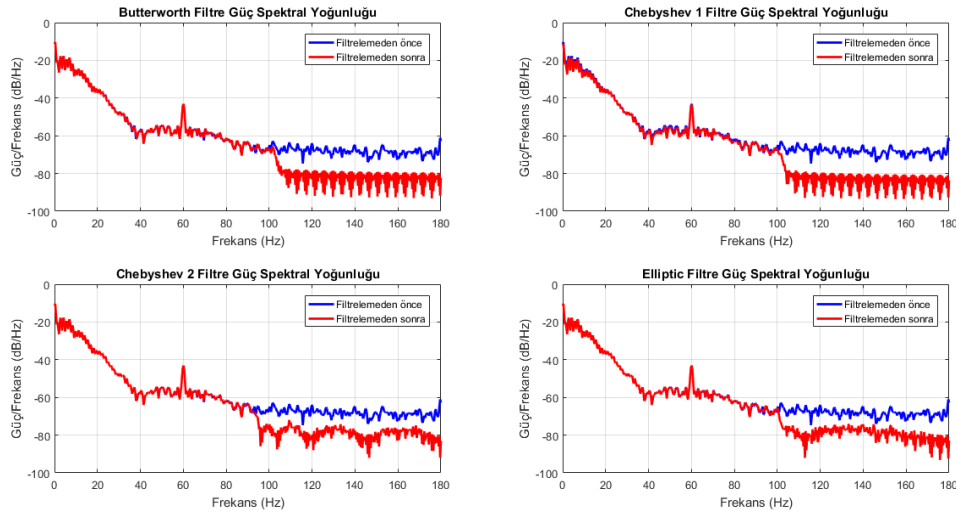 Butterworth Filtre Güç Spektral Yoğunluğu
Güç/Frekans (dB/Hz)
0
-20
-40
-60
-80
-100
Filtrelemeden önce
Filtrelemeden sonra
0 20 40 60 80 100 120 140 160 180
Frekans (Hz)
Chebyshev 1 Filtre Güç Spektral Yoğunluğu
Güç/Frekans (dB/Hz)
0
-20
-40
-60
-80
-100
Filtrelemeden önce
Filtrelemeden sonra
0 20 40 60 80 100 120 140 160 180
Frekans (Hz)
Chebyshev 2 Filtre Güç Spektral Yoğunluğu
Güç/Frekans (dB/Hz)
0
-20
-40
-60
-80
-100
Filtrelemeden önce
Filtrelemeden sonra
0 20 40 60 80 100 120 140 160 180
Frekans (Hz)
Elliptic Filtre Güç Spektral Yoğunluğu
Güç/Frekans (dB/Hz)
0
-20
-40
-60
-80
-100
Filtrelemeden önce
Filtrelemeden sonra
0 20 40 60 80 100 120 140 160 180
Frekans (Hz)